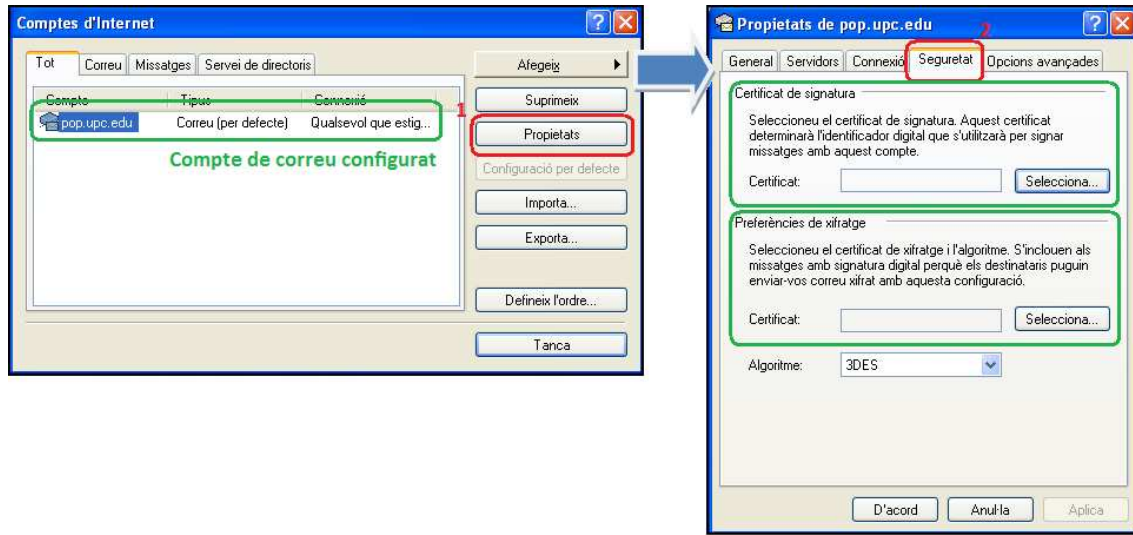 Comptes d'Internet
Tot
Correu
Missatges
Servei de directoris
Compte
Tipus
Connexió
pop.upc.edu
Correu (per defecte)
Qualsevol que estig...
Compte de correu configurat
Afegeix
Suprimeix
1
Propietats
Configuració per defecte
Importa...
Exporta...
Defineix l'ordre...
Tanca
Propietats de pop.upc.edu
2
General
Servidors
Connexió
Seguretat
Opcions avançades
Certificat de signatura
Seleccioneu el certificat de signatura. Aquest certificat
determinarà l'identificador digital que s'utilitzarà per signar
missatges amb aquest compte.
Certificat:
Selecciona...
Preferències de xifratge
Seleccioneu el certificat de xifratge i l'algoritme. S'inclouen als
missatges amb signatura digital perquè els destinataris puguin
enviar-vos correu xifrat amb aquesta configuració.
Certificat:
Selecciona...
Algoritme:
3DES
D'acord
Anul·la
Aplica